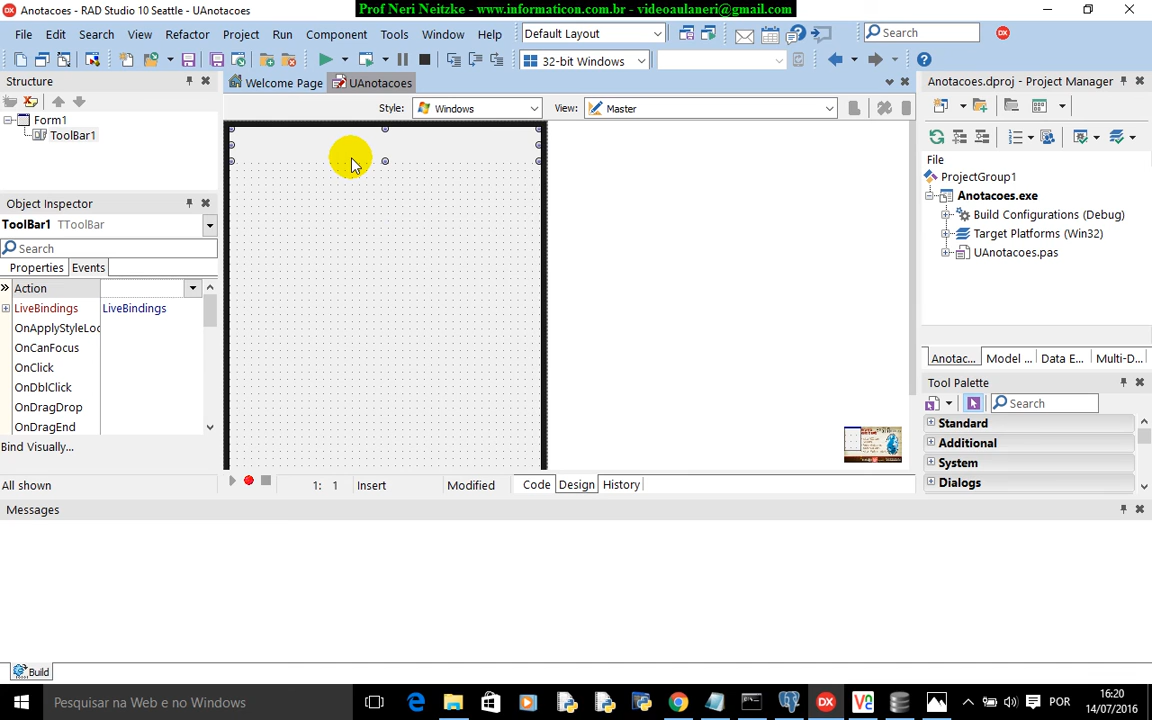 Anotacoes - RAD Studio 10 Seattle - UAnotacoes
Prof Neri Neitzke - www.informaticon.com.br - videoaulaneri@gmail.com
File Edit Search View Refactor Project Run Component Tools Window Help
Default Layout
Search
32-bit Windows
Structure
Form1
ToolBar1
Welcome Page
UAnotacoes
Style:
Windows
View:
Master
Anotacoes.dproj - Project Manager
File
ProjectGroup1
Anotacoes.exe
Build Configurations (Debug)
Target Platforms (Win32)
UAnotacoes.pas
Anotac... Model ... Data E... Multi-D...
Object Inspector
ToolBar1 TToolBar
Search
Properties Events
Action
LiveBindings LiveBindings
OnApplyStyleLoo
OnCanFocus
OnClick
OnDblClick
OnDragDrop
OnDragEnd
Bind Visually...
All shown
1: 1 Insert Modified Code Design History
Tool Palette
Search
Standard
Additional
System
Dialogs
Messages
Build
Pesquisar na Web e no Windows
DX
POR
16:20
14/07/2016